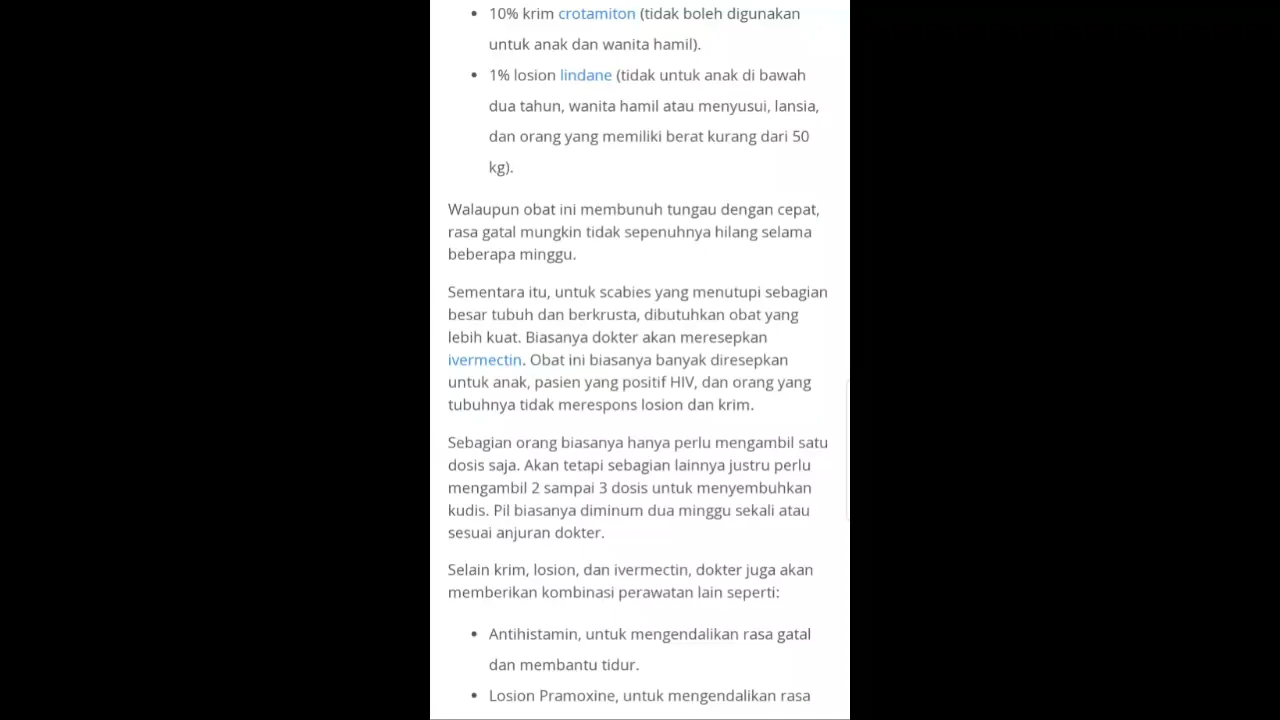 10% krim crotamiton (tidak boleh digunakan
untuk anak dan wanita hamil).
1% losion lindane (tidak untuk anak di bawah
dua tahun, wanita hamil atau menyusui, lansia,
dan orang yang memiliki berat kurang dari 50
kg).
Walaupun obat ini membunuh tungau dengan cepat,
rasa gatal mungkin tidak sepenuhnya hilang selama
beberapa minggu.
Sementara itu, untuk scabies yang menutupi sebagian
besar tubuh dan berkrusta, dibutuhkan obat yang
lebih kuat. Biasanya dokter akan meresepkan
ivermectin. Obat ini biasanya banyak diresepkan
untuk anak, pasien yang positif HIV, dan orang yang
tubuhnya tidak merespons losion dan krim.
Sebagian orang biasanya hanya perlu mengambil satu
dosis saja. Akan tetapi sebagian lainnya justru perlu
mengambil 2 sampai 3 dosis untuk menyembuhkan
kudis. Pil biasanya diminum dua minggu sekali atau
sesuai anjuran dokter.
Selain krim, losion, dan ivermectin, dokter juga akan
memberikan kombinasi perawatan lain seperti:
Antihistamin, untuk mengendalikan rasa gatal
dan membantu tidur.
Losion Pramoxine, untuk mengendalikan rasa